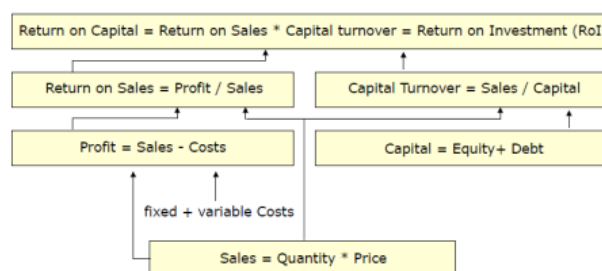 Return on Capital = Return on Sales * Capital turnover = Return on Investment (RoI
Return on Sales = Profit / Sales
Capital Turnover = Sales / Capital
Profit = Sales - Costs
Capital = Equity+ Debt
fixed + variable Costs
Sales = Quantity * Price